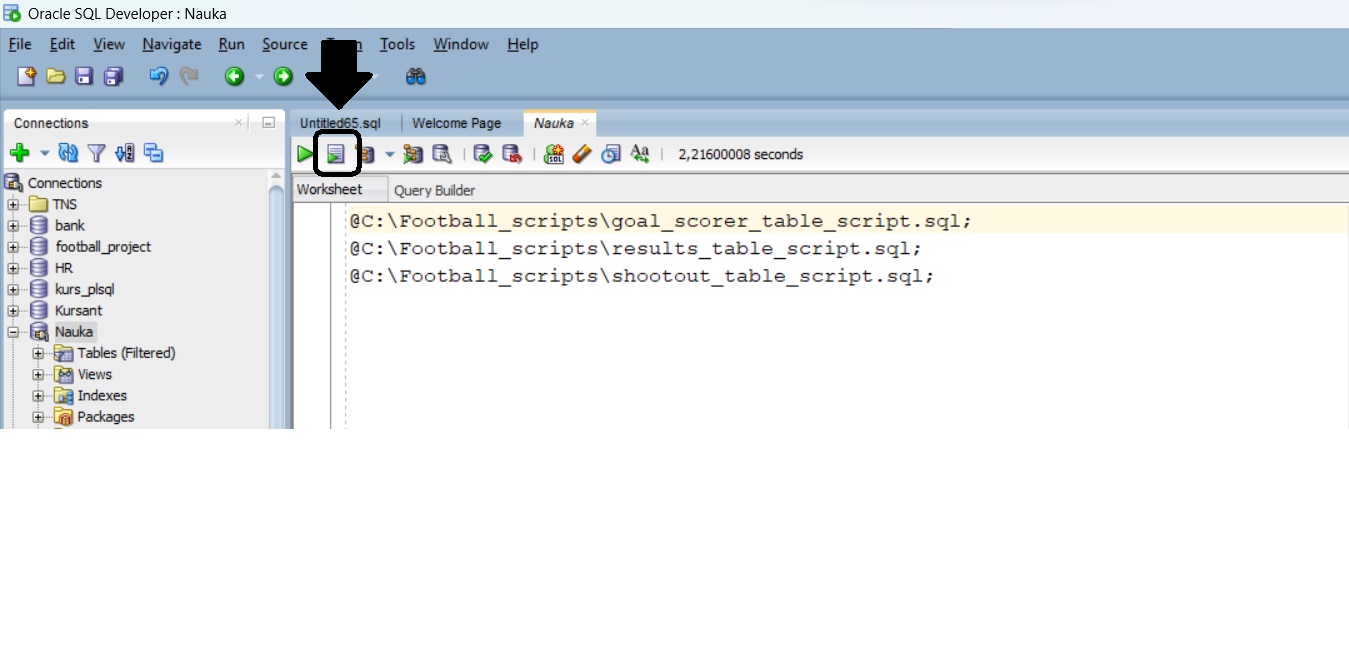 Oracle SQL Developer : Nauka
File Edit View Navigate Run Source Tools Window Help
Connections
Untitled65.sql Welcome Page Nauka
2,21600008 seconds
Worksheet Query Builder
Connections
TNS
bank
football_project
HR
kurs_plsql
Kursant
Nauka
Tables (Filtered)
Views
Indexes
Packages
@C:\Football_scripts\goal_scorer_table_script.sql;
@C:\Football_scripts\results_table_script.sql;
@C:\Football_scripts\shootout_table_script.sql;